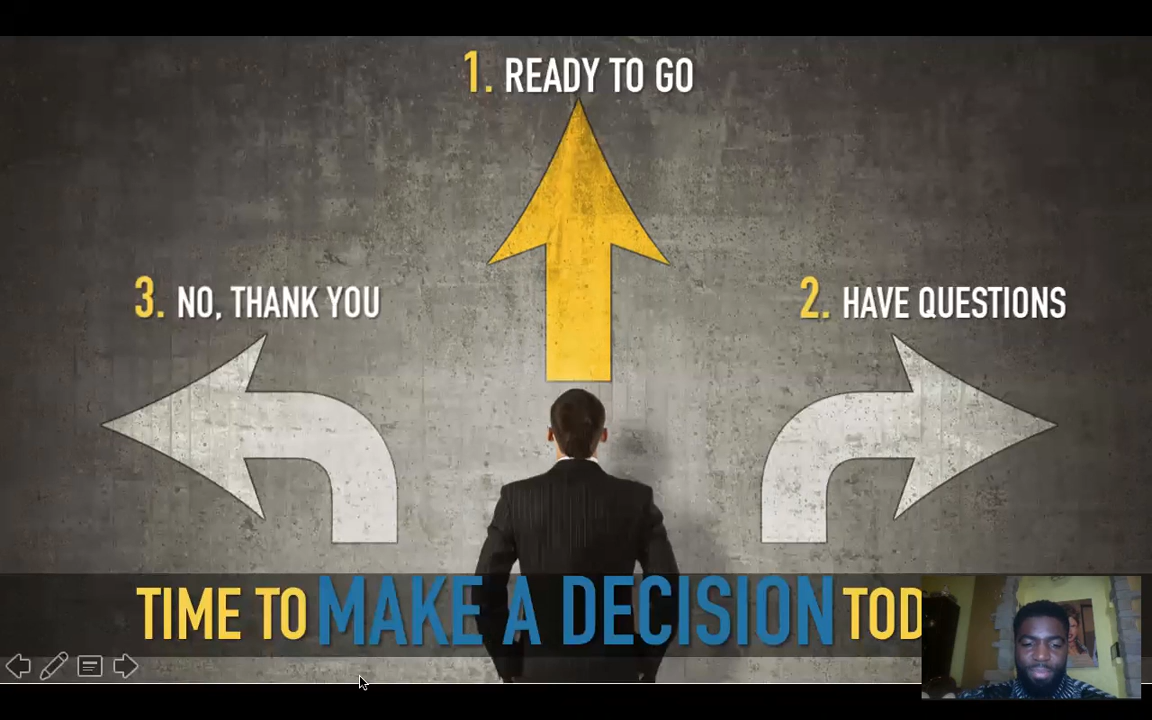 1. READY TO GO
3. NO, THANK YOU
2. HAVE QUESTIONS
TIME TO MAKE A DECISION TOD